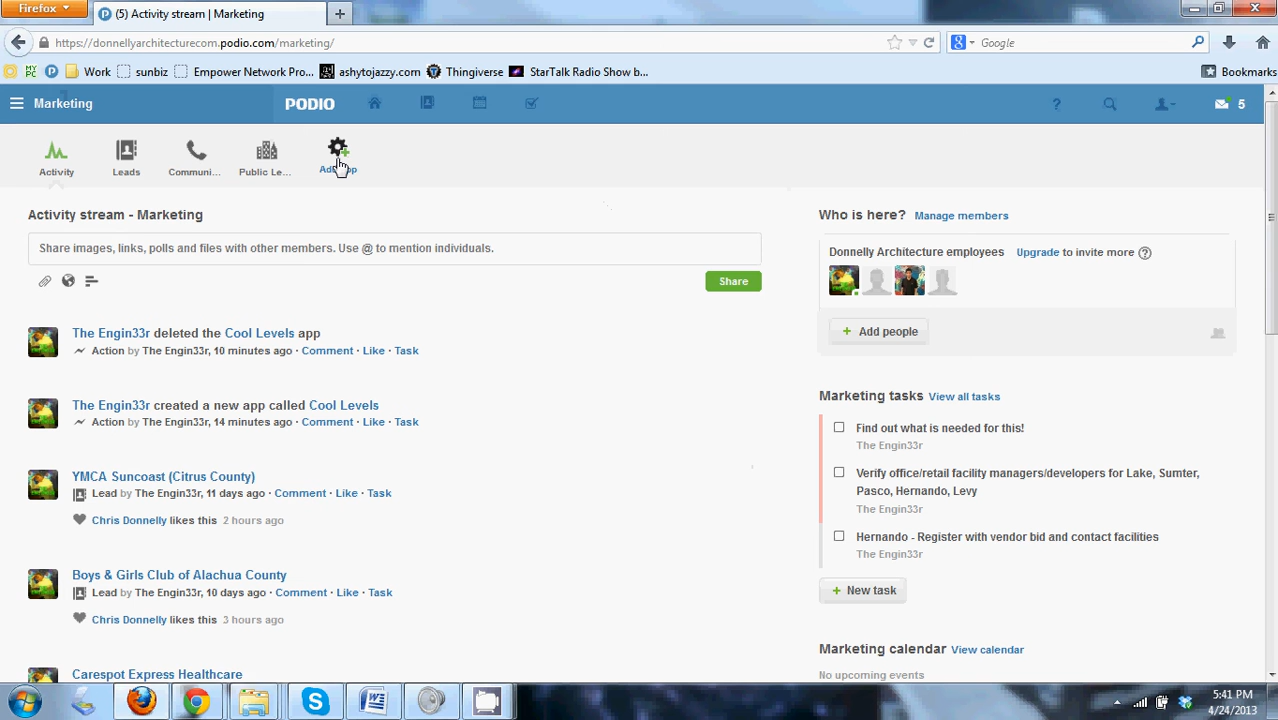 Firefox
(5) Activity stream | Marketing
https://donnellyarchitecturecom.podio.com/marketing/
Google
Work
sunbiz
Empower Network Pro...
ashytojazzy.com
Thingiverse
StarTalk Radio Show b...
Bookmarks
Marketing
PODIO
?
5
Activity
Leads
Communi...
Public Le...
Activity stream - Marketing
Share images, links, polls and files with other members. Use @ to mention individuals.
Share
The Engin33r deleted the Cool Levels app
Action by The Engin33r, 10 minutes ago · Comment · Like · Task
The Engin33r created a new app called Cool Levels
Action by The Engin33r, 14 minutes ago · Comment · Like · Task
YMCA Suncoast (Citrus County)
Lead by The Engin33r, 11 days ago · Comment · Like · Task
Chris Donnelly likes this 2 hours ago
Boys & Girls Club of Alachua County
Lead by The Engin33r, 10 days ago · Comment · Like · Task
Chris Donnelly likes this 3 hours ago
Carespot Express Healthcare
Who is here? Manage members
Donnelly Architecture employees Upgrade to invite more ?
+ Add people
Marketing tasks View all tasks
Find out what is needed for this!
The Engin33r
Verify office/retail facility managers/developers for Lake, Sumter,
Pasco, Hernando, Levy
The Engin33r
Hernando - Register with vendor bid and contact facilities
The Engin33r
+ New task
Marketing calendar View calendar
No upcoming events
5:41 PM
4/24/2013